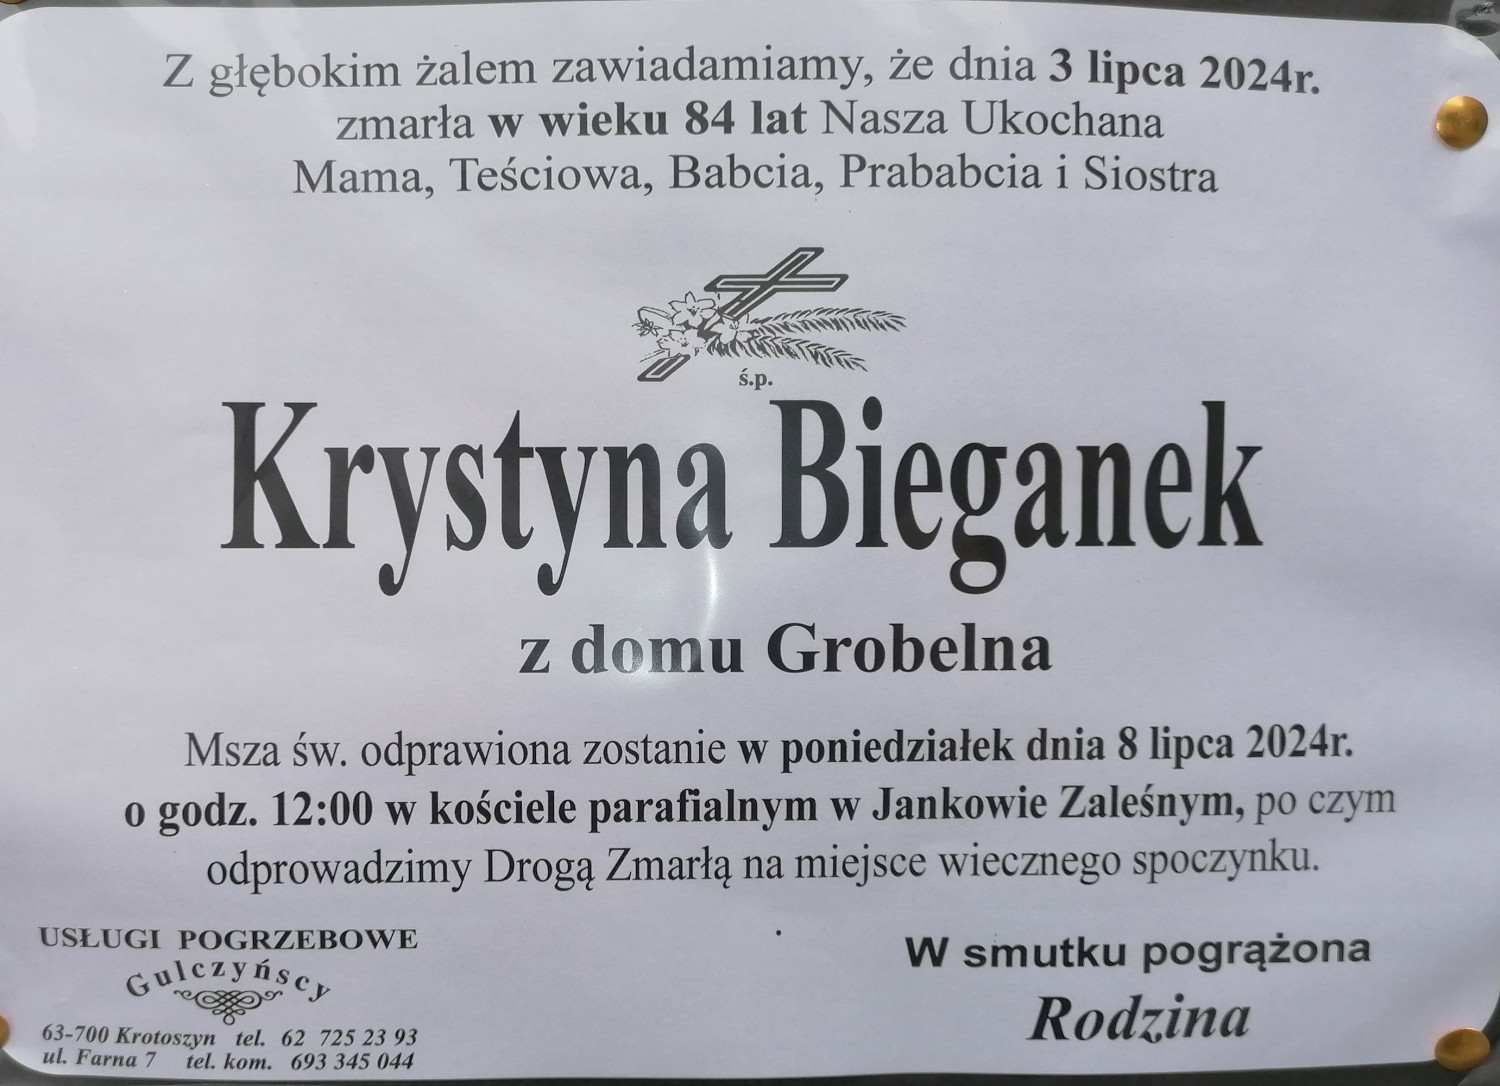 Z głębokim żalem zawiadamiamy, że dnia 3 lipca 2024r.
zmarła w wieku 84 lat Nasza Ukochana
Mama, Teściowa, Babcia, Prababcia i Siostra
ś.p.
Krystyna Bieganek
z domu Grobelna
Msza św. odprawiona zostanie w poniedziałek dnia 8 lipca 2024r.
o godz. 12:00 w kościele parafialnym w Jankowie Zaleśnym, po czym
odprowadzimy Drogą Zmarłą na miejsce wiecznego spoczynku.
USŁUGI POGRZEBOWE
Gulczyńscy
63-700 Krotoszyn tel. 62 725 23 93
ul. Farna 7 tel. kom. 693 345 044
W smutku pogrążona
Rodzina